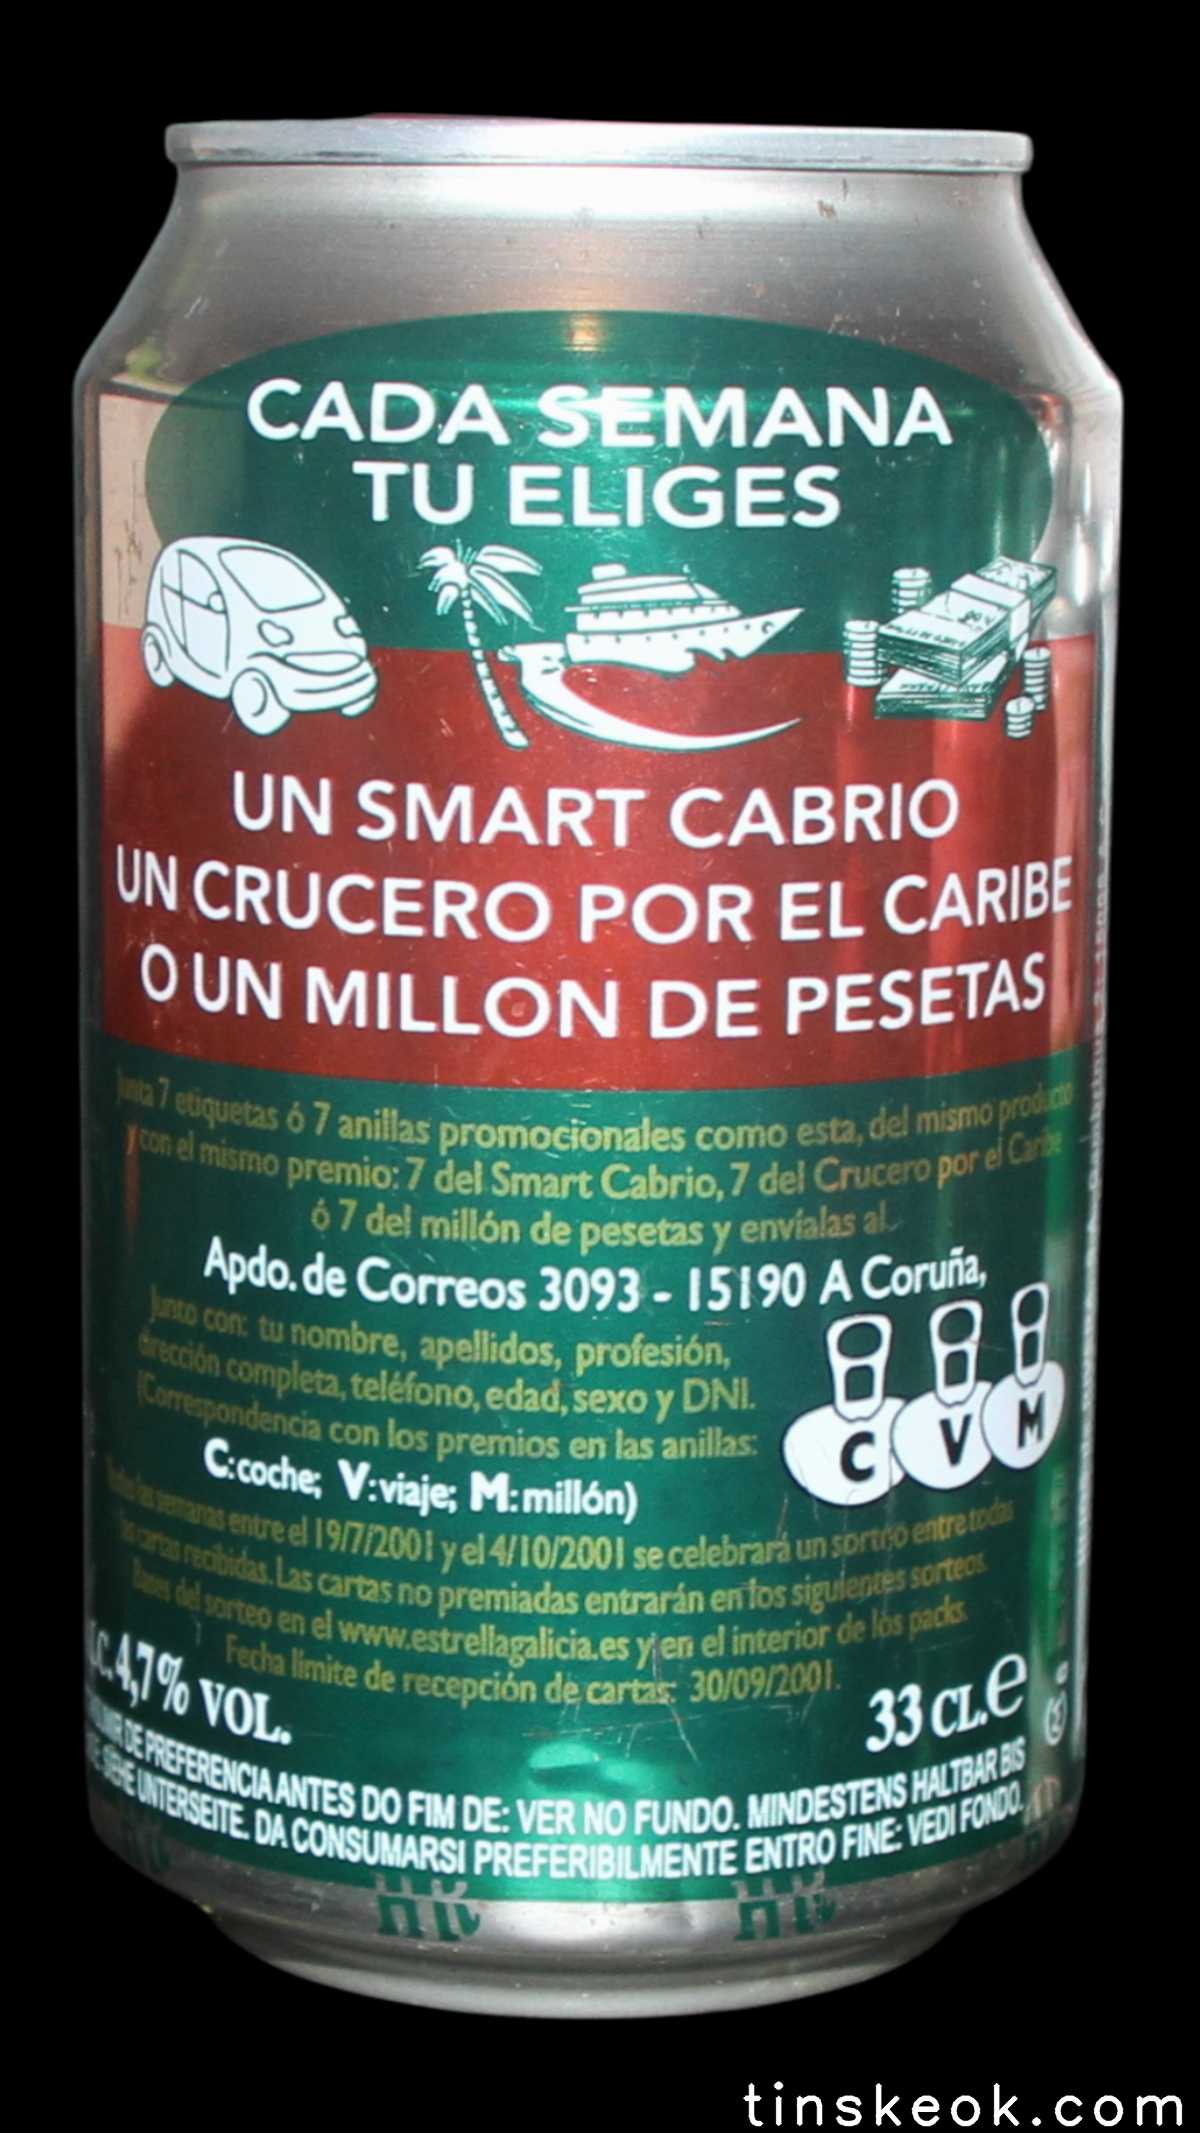 CADA SEMANA
TU ELIGES
UN SMART CABRIO
UN CRUCERO POR EL CARIBE
O UN MILLON DE PESETAS
Junta 7 etiquetas ó 7 anillas promocionales como esta, del mismo producto
y con el mismo premio: 7 del Smart Cabrio, 7 del Crucero por el Caribe
ó 7 del millón de pesetas y envíalas al
Apdo. de Correos 3093 - 15190 A Coruña,
Junto con: tu nombre, apellidos, profesión,
dirección completa, teléfono, edad, sexo y DNI.
(Correspondencia con los premios en las anillas:
C V M
C: coche; V: viaje; M: millón)
Todas las semanas entre el 19/7/2001 y el 4/10/2001 se celebrará un sorteo entre todas
las cartas recibidas. Las cartas no premiadas entrarán en los siguientes sorteos.
Bases del sorteo en el www.estrellagalicia.es y en el interior de los packs.
Fecha límite de recepción de cartas: 30/09/2001.
4,7% VOL.
33 CL. e
DE PREFERENCIA ANTES DO FIM DE: VER NO FUNDO. MINDESTENS HALTBAR BIS
SIEHE UNTERSEITE. DA CONSUMARSI PREFERIBILMENTE ENTRO FINE: VEDI FONDO.
tinskeok.com